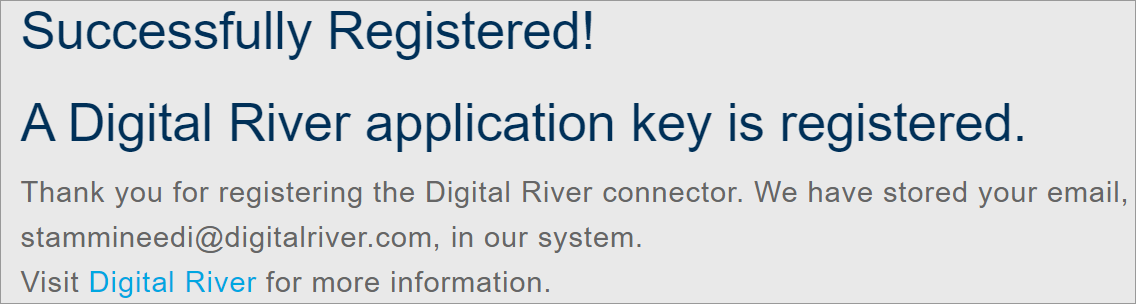 Successfully Registered!
A Digital River application key is registered.
Thank you for registering the Digital River connector. We have stored your email,
stammineedi@digitalriver.com, in our system.
Visit Digital River for more information.